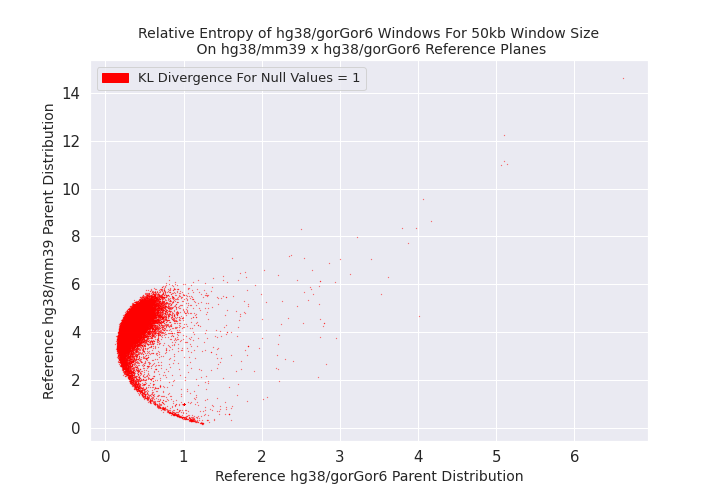 Relative Entropy of hg38/gorGor6 Windows For 50kb Window Size
On hg38/mm39 x hg38/gorGor6 Reference Planes
KL Divergence For Null Values = 1
14
12
10
8
6
4
2
0
Reference hg38/mm39 Parent Distribution
0 1 2 3 4 5 6
Reference hg38/gorGor6 Parent Distribution